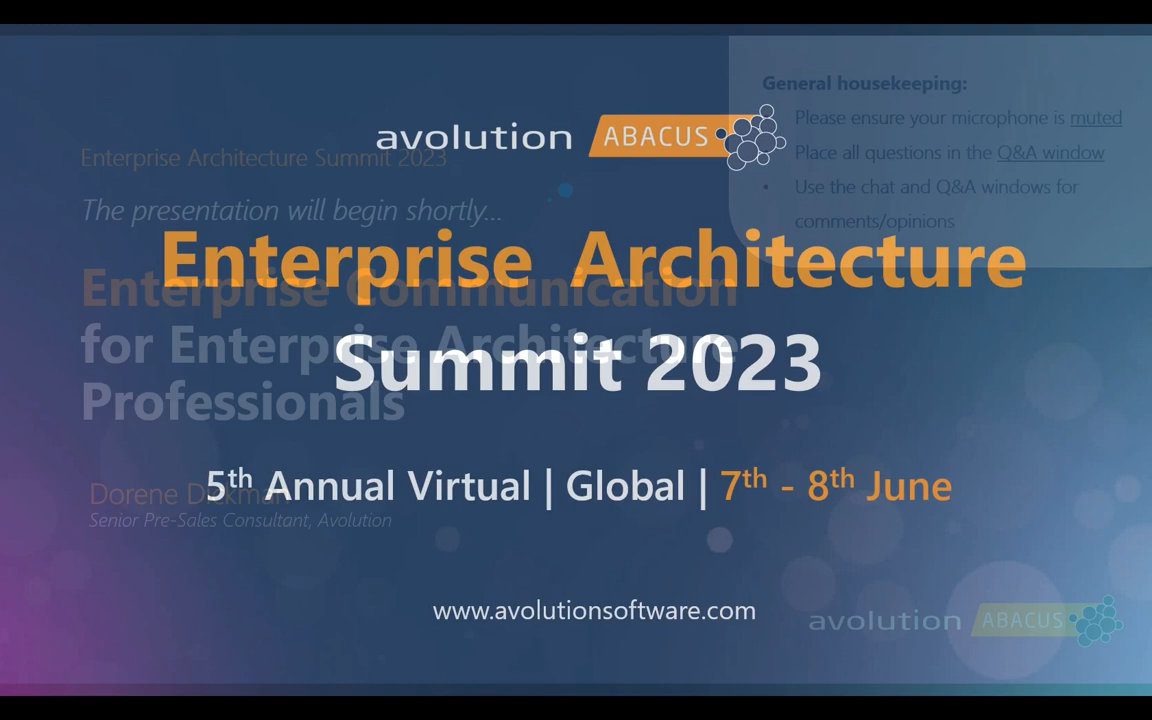 General housekeeping:
Please ensure your microphone is muted
Place all questions in the Q&A window
• Use the chat and Q&A windows for
comments/opinions
avolution ABACUS
Enterprise Architecture Summit 2023
The presentation will begin shortly...
Enterprise Architecture
Summit 2023
Enterprise Communication
for Enterprise Architecture
Professionals
5th Annual Virtual | Global | 7th - 8th June
Dorene Dickman
Senior Pre-Sales Consultant, Avolution
www.avolutionsoftware.com
avolution ABACUS